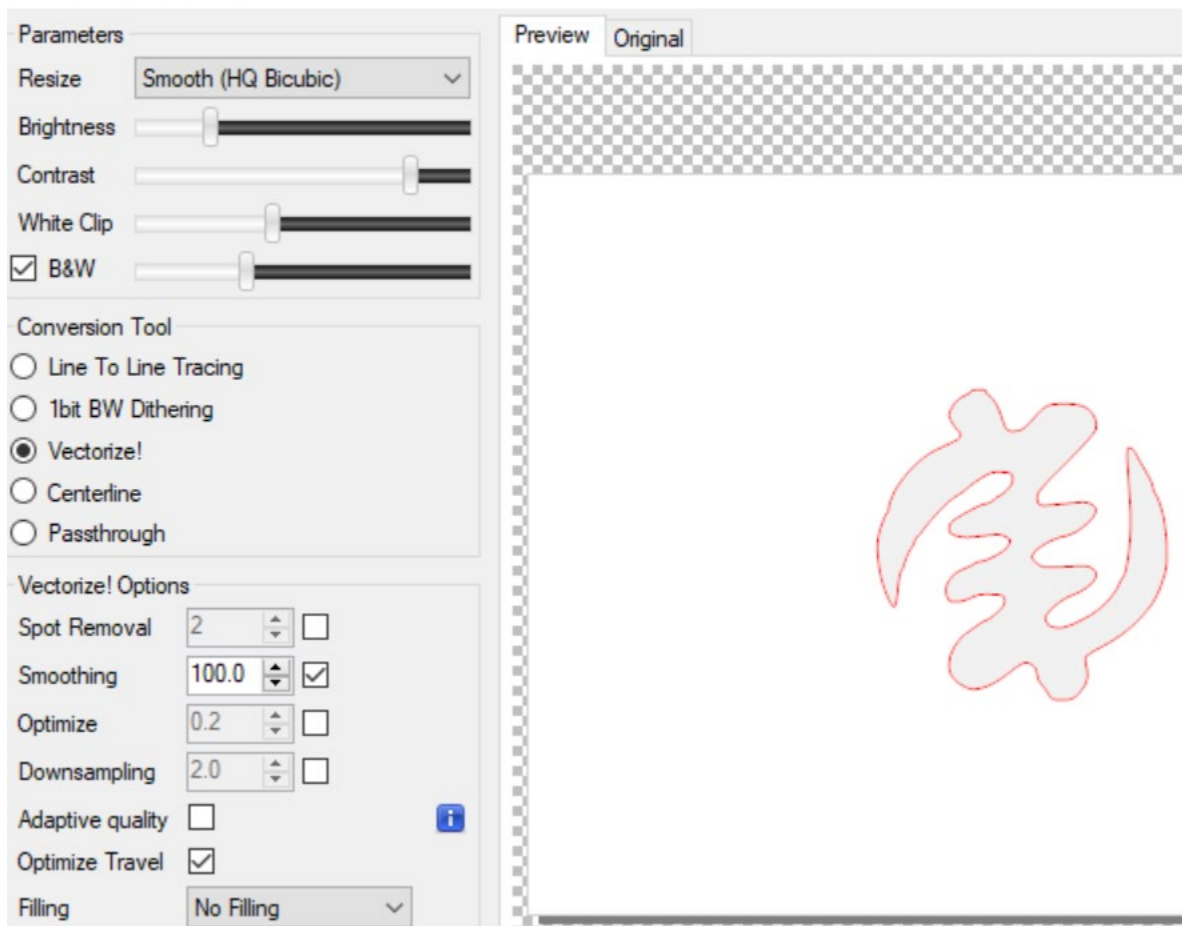 Parameters
Resize Smooth (HQ Bicubic)
Brightness
Contrast
White Clip
B&W
Conversion Tool
Line To Line Tracing
1bit BW Dithering
Vectorize!
Centerline
Passthrough
Vectorize! Options
Spot Removal 2
Smoothing 100.0
Optimize 0.2
Downsampling 2.0
Adaptive quality
Optimize Travel
Filling No Filling
Preview Original